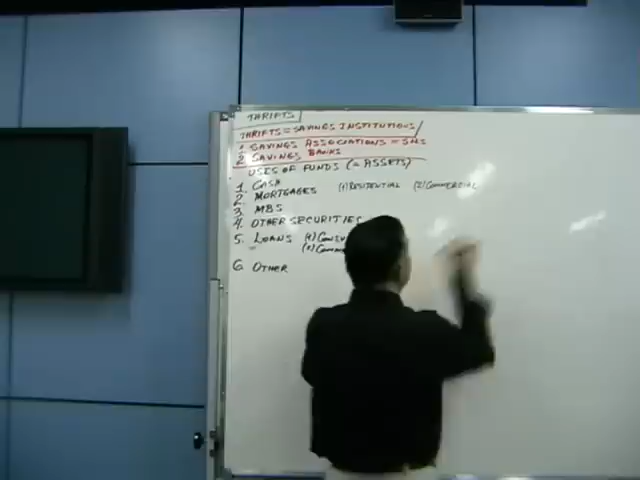 THRIFTS
THRIFTS = SAVINGS INSTITUTIONS
1. SAVINGS ASSOCIATIONS = S&LS
2. SAVINGS BANKS
USES OF FUNDS (= ASSETS)
1. CASH
2. MORTGAGES (1) RESIDENTIAL (2) COMMERCIAL
3. MBS
4. OTHER SECURITIES
5. LOANS
6. OTHER